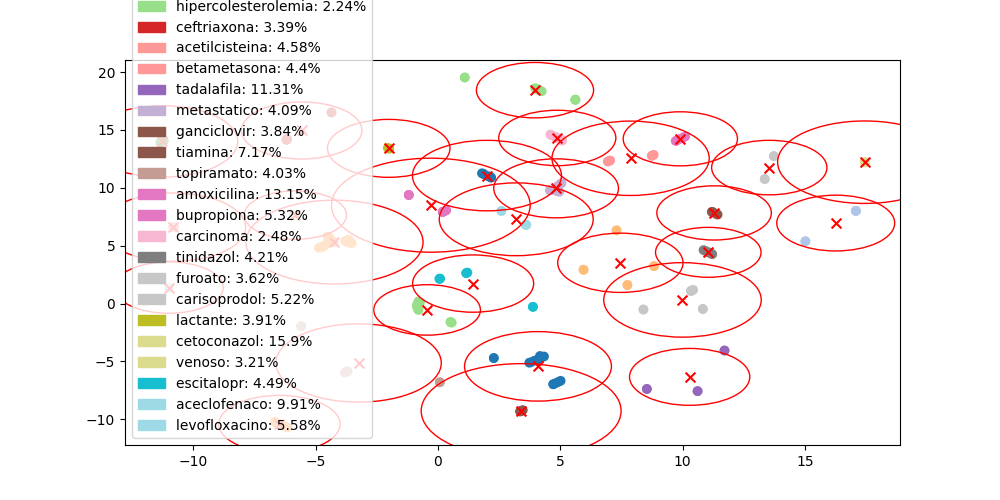 hipercolesterolemia: 2.24%
ceftriaxona: 3.39%
acetilcisteina: 4.58%
betametasona: 4.4%
tadalafila: 11.31%
metastatico: 4.09%
ganciclovir: 3.84%
tiamina: 7.17%
topiramato: 4.03%
amoxicilina: 13.15%
bupropiona: 5.32%
carcinoma: 2.48%
tinidazol: 4.21%
furoato: 3.62%
carisoprodol: 5.22%
lactante: 3.91%
cetoconazol: 15.9%
venoso: 3.21%
escitalopr: 4.49%
aceclofenaco: 9.91%
levofloxacino: 5.58%
20
15
10
5
0
−5
−10
−10 −5 0 5 10 15